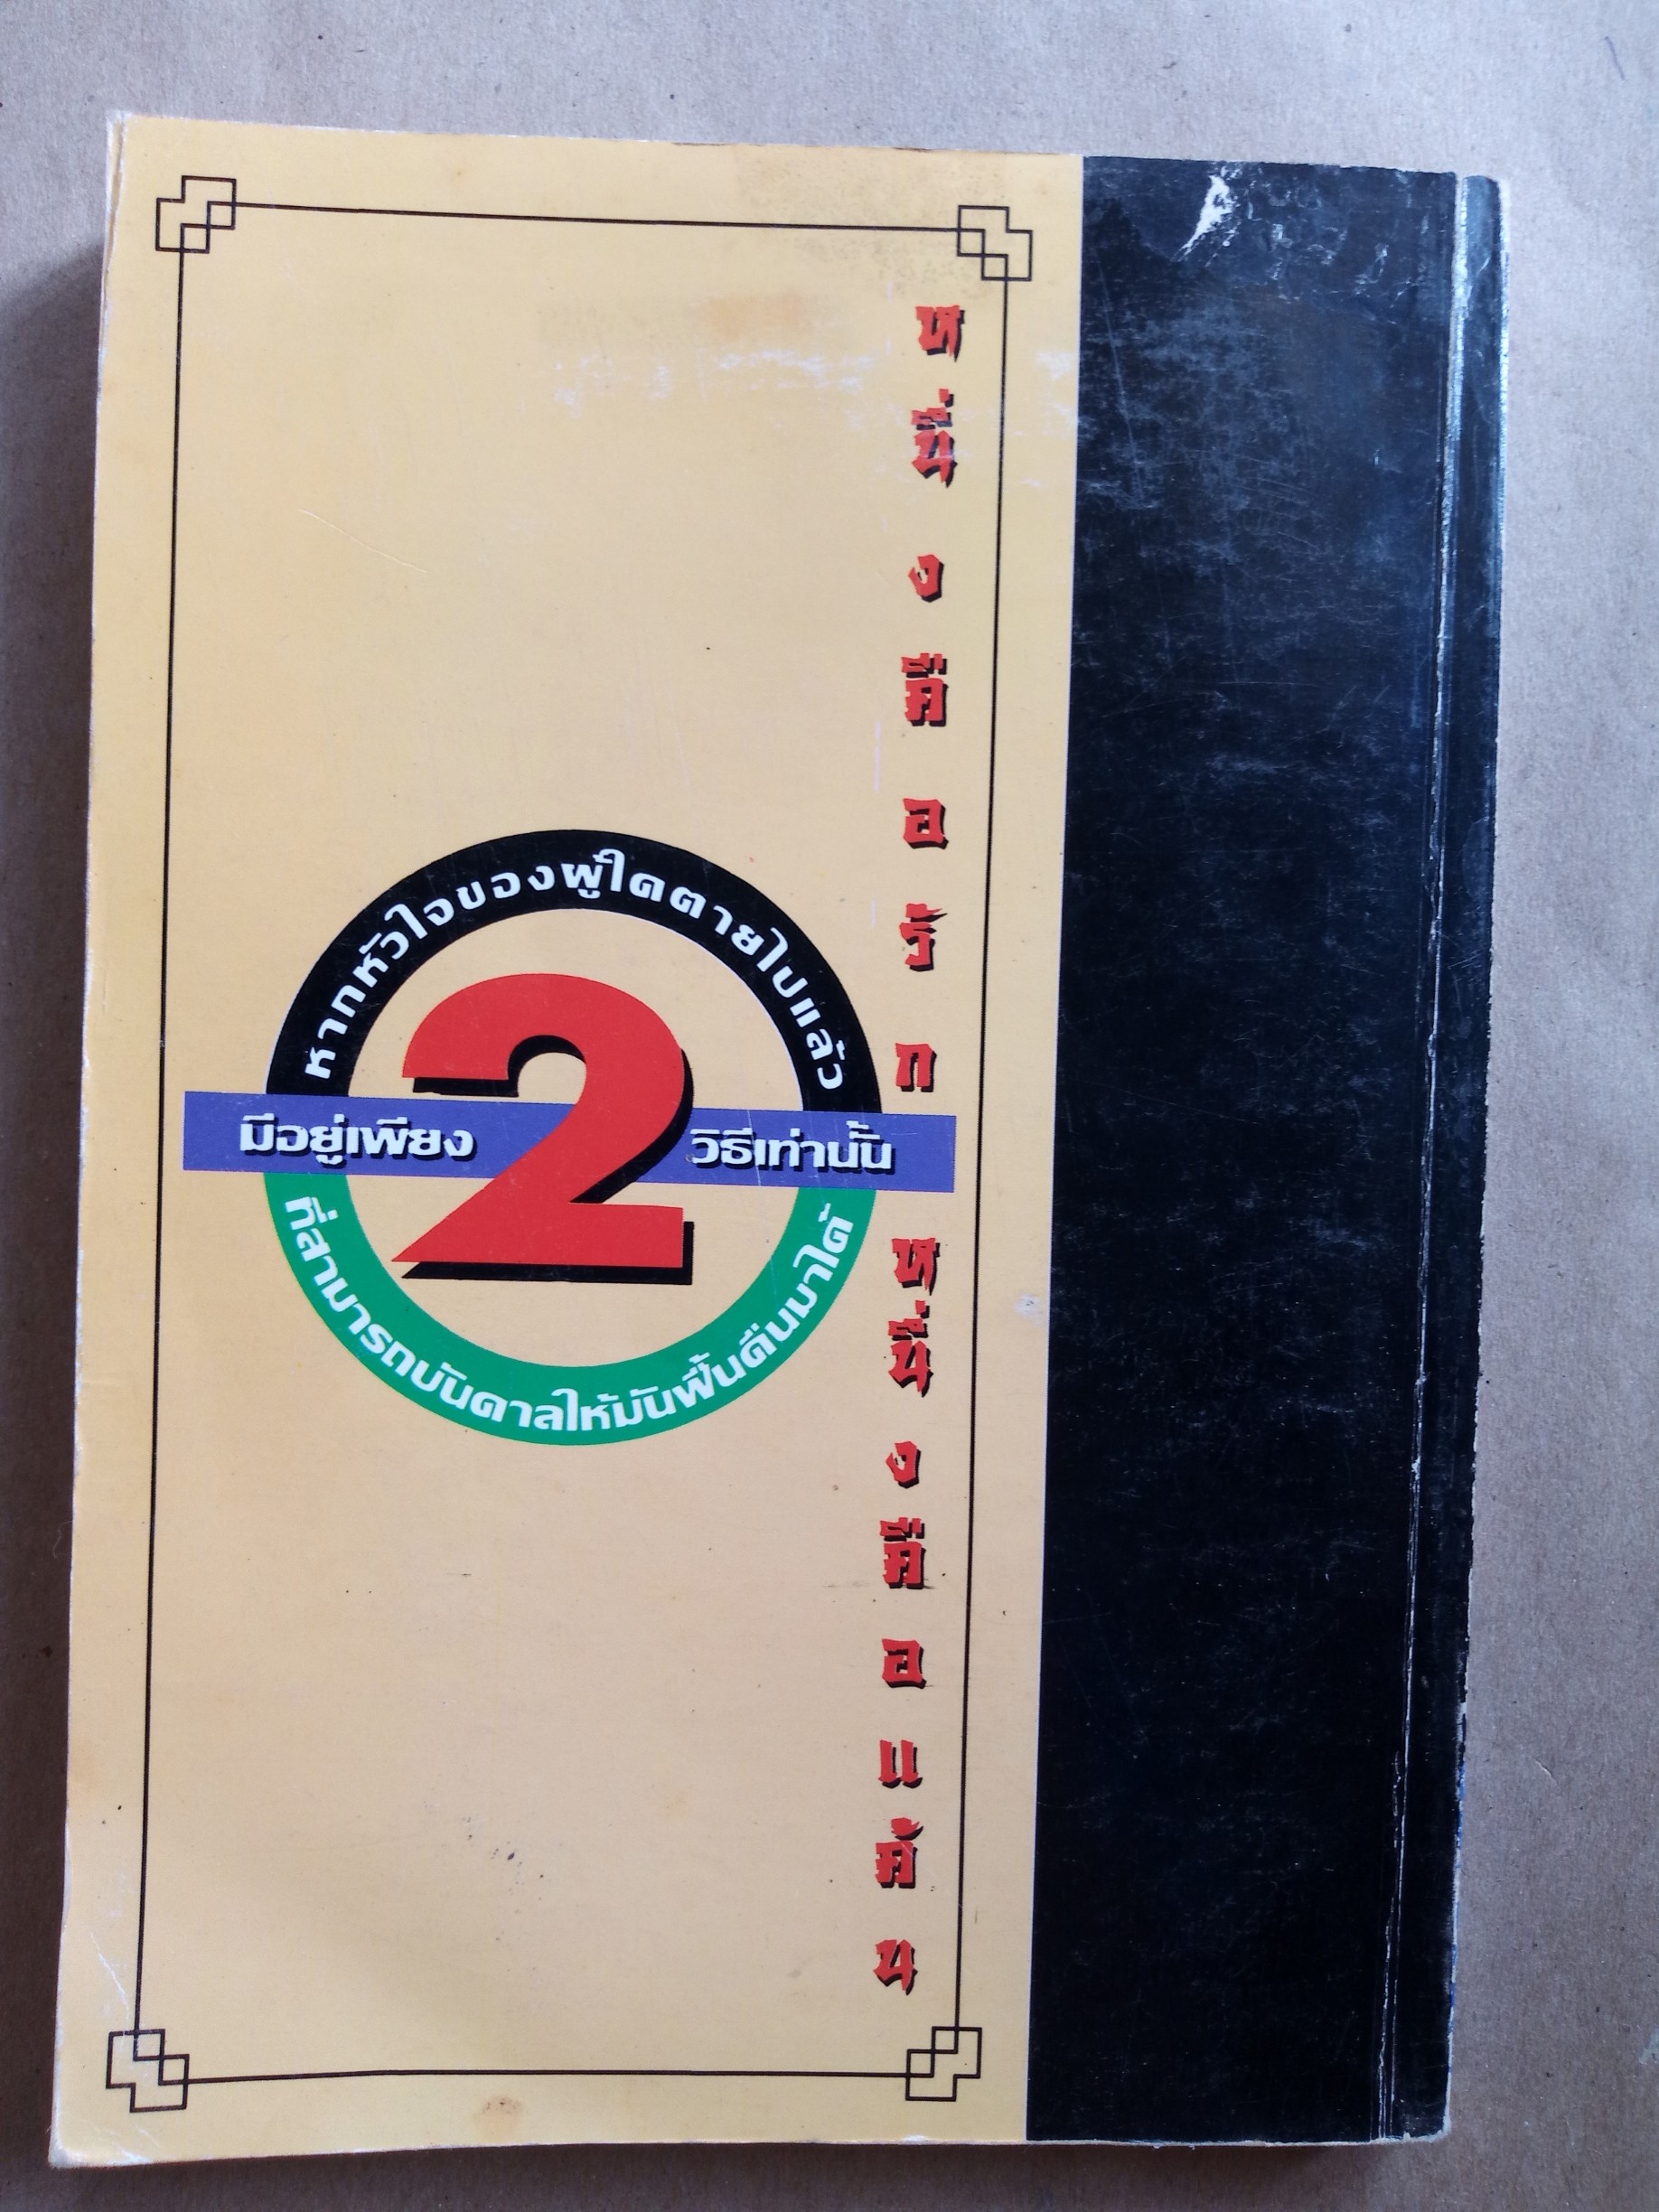 หากหัวใจของผู้ใดตายไปแล้ว
มีอยู่เพียง 2 วิธีเท่านั้น
ที่สามารถบันดาลให้มันฟื้นคืนมาได้
หนึ่งคือรัก
หนึ่งคือแค้น